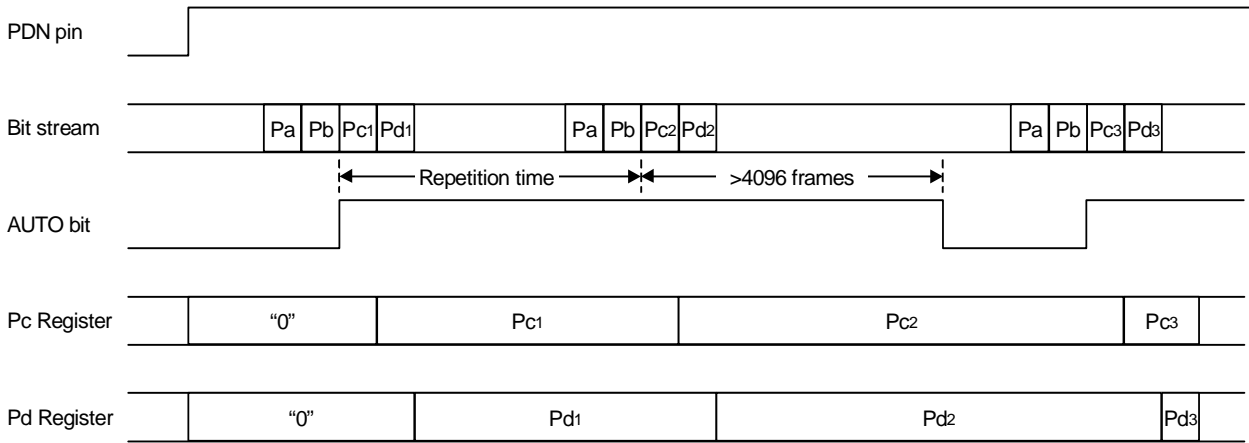 PDN pin
Bit stream Pa Pb Pc1 Pd1 Pa Pb Pc2 Pd2 Pa Pb Pc3 Pd3
Repetition time >4096 frames
AUTO bit
Pc Register “0” Pc1 Pc2 Pc3
Pd Register “0” Pd1 Pd2 Pd3